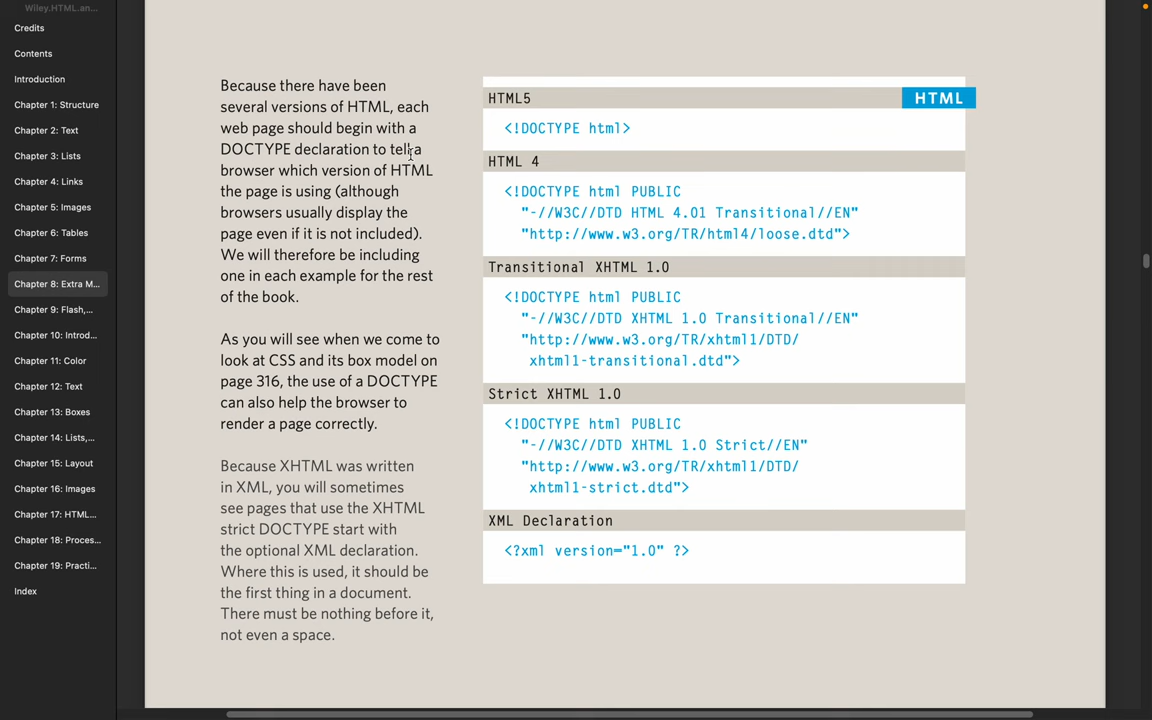 Wiley.HTML.an...
Credits
Contents
Introduction
Chapter 1: Structure
Chapter 2: Text
Chapter 3: Lists
Chapter 4: Links
Chapter 5: Images
Chapter 6: Tables
Chapter 7: Forms
Chapter 8: Extra M...
Chapter 9: Flash,...
Chapter 10: Introd...
Chapter 11: Color
Chapter 12: Text
Chapter 13: Boxes
Chapter 14: Lists,...
Chapter 15: Layout
Chapter 16: Images
Chapter 17: HTML...
Chapter 18: Proces...
Chapter 19: Practi...
Index
Because there have been
several versions of HTML, each
web page should begin with a
DOCTYPE declaration to tell a
browser which version of HTML
the page is using (although
browsers usually display the
page even if it is not included).
We will therefore be including
one in each example for the rest
of the book.
As you will see when we come to
look at CSS and its box model on
page 316, the use of a DOCTYPE
can also help the browser to
render a page correctly.
Because XHTML was written
in XML, you will sometimes
see pages that use the XHTML
strict DOCTYPE start with
the optional XML declaration.
Where this is used, it should be
the first thing in a document.
There must be nothing before it,
not even a space.
HTML5
HTML
<!DOCTYPE html>
HTML 4
<!DOCTYPE html PUBLIC
"-//W3C//DTD HTML 4.01 Transitional//EN"
"http://www.w3.org/TR/html4/loose.dtd">
Transitional XHTML 1.0
<!DOCTYPE html PUBLIC
"-//W3C//DTD XHTML 1.0 Transitional//EN"
"http://www.w3.org/TR/xhtml1/DTD/
xhtml1-transitional.dtd">
Strict XHTML 1.0
<!DOCTYPE html PUBLIC
"-//W3C//DTD XHTML 1.0 Strict//EN"
"http://www.w3.org/TR/xhtml1/DTD/
xhtml1-strict.dtd">
XML Declaration
<?xml version="1.0" ?>